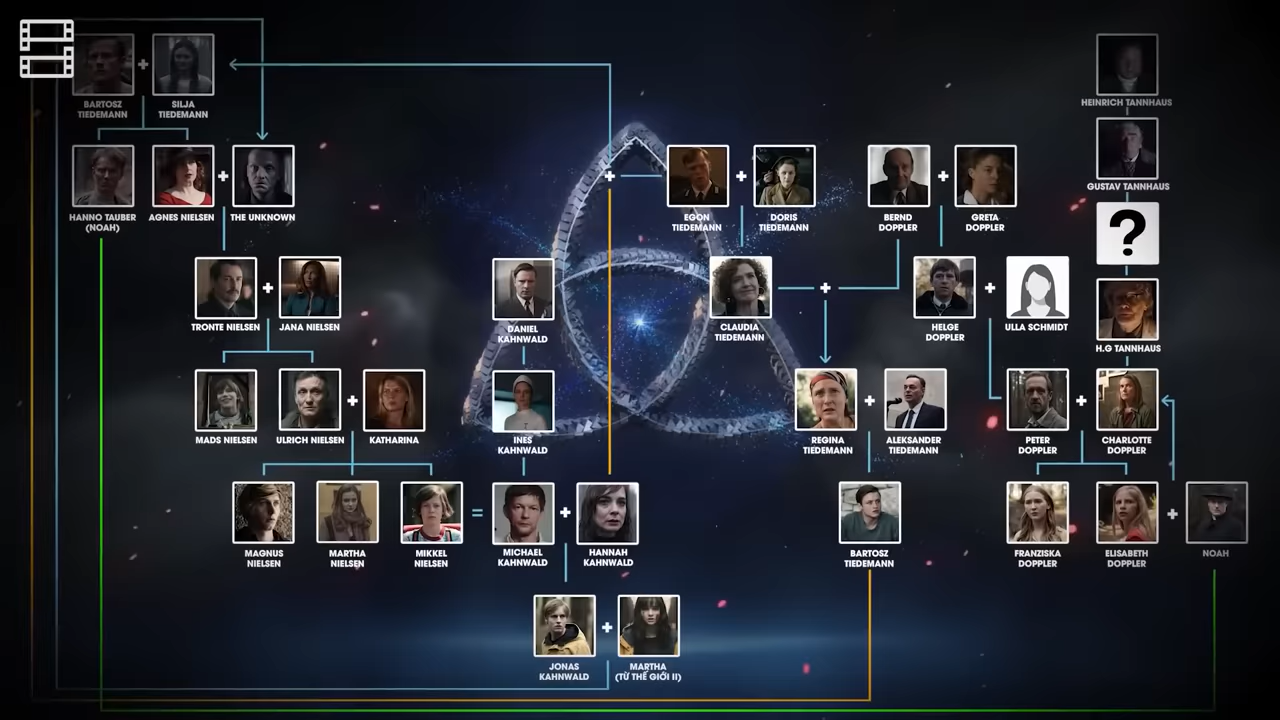 BARTOSZ
TIEDEMANN
SILJA
TIEDEMANN
HEINRICH TANNHAUS
HANNO TAUBER
(NOAH)
AGNES NIELSEN
THE UNKNOWN
EGON
TIEDEMANN
DORIS
TIEDEMANN
BERND
DOPPLER
GRETA
DOPPLER
GUSTAV TANNHAUS
?
TRONTE NIELSEN
JANA NIELSEN
DANIEL
KAHNWALD
CLAUDIA
TIEDEMANN
HELGE
DOPPLER
ULLA SCHMIDT
H.G TANNHAUS
MADS NIELSEN
ULRICH NIELSEN
KATHARINA
INES
KAHNWALD
REGINA
TIEDEMANN
ALEKSANDER
TIEDEMANN
PETER
DOPPLER
CHARLOTTE
DOPPLER
MAGNUS
NIELSEN
MARTHA
NIELSEN
MIKKEL
NIELSEN
MICHAEL
KAHNWALD
HANNAH
KAHNWALD
BARTOSZ
TIEDEMANN
FRANZISKA
DOPPLER
ELISABETH
DOPPLER
NOAH
JONAS
KAHNWALD
MARTHA
(TỪ THẾ GIỚI II)